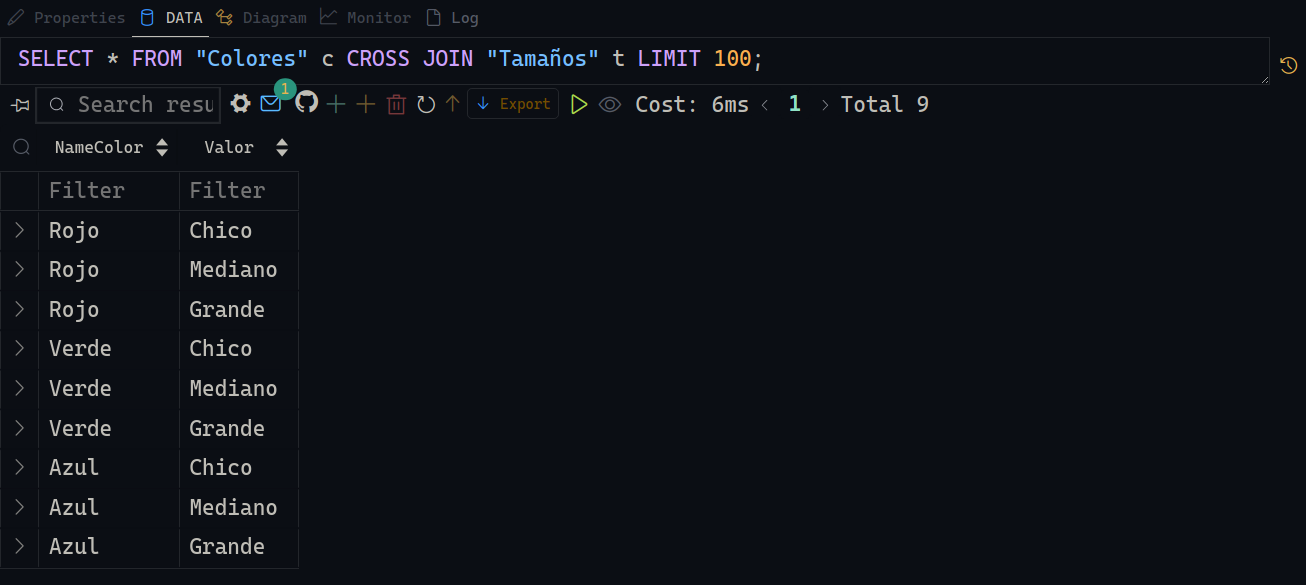 Properties DATA Diagram Monitor Log
SELECT * FROM "Colores" c CROSS JOIN "Tamaños" t LIMIT 100;
Search resu 1 Export Cost: 6ms < 1 > Total 9
NameColor Valor
Filter Filter
Rojo Chico
Rojo Mediano
Rojo Grande
Verde Chico
Verde Mediano
Verde Grande
Azul Chico
Azul Mediano
Azul Grande